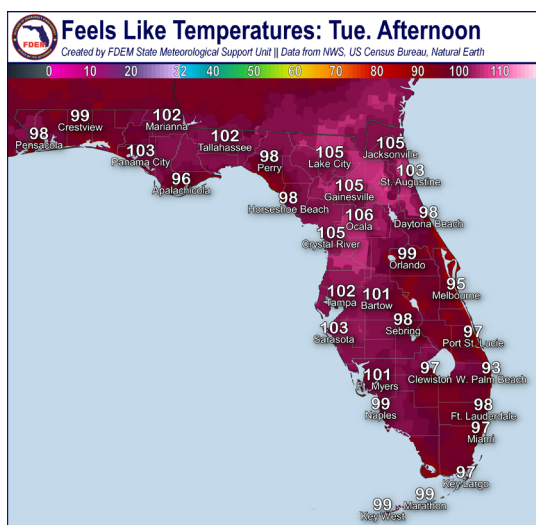 Feels Like Temperatures: Tue. Afternoon
Created by FDEM State Meteorological Support Unit || Data from NWS, US Census Bureau, Natural Earth
FDEM
0 10 20 32 40 50 60 70 80 90 100 110
98
Pensacola
99
Crestview
102
Marianna
103
Panama City
102
Tallahassee
96
Apalachicola
98
Perry
98
Horseshoe Beach
105
Lake City
105
Jacksonville
103
St. Augustine
105
Gainesville
106
Ocala
98
Daytona Beach
105
Crystal River
99
Orlando
95
Melbourne
102
Tampa
101
Bartow
98
Sebring
103
Sarasota
97
Port St. Lucie
101
Ft. Myers
97
Clewiston
93
W. Palm Beach
99
Naples
98
Ft. Lauderdale
97
Miami
97
Key Largo
99
Marathon
99
Key West